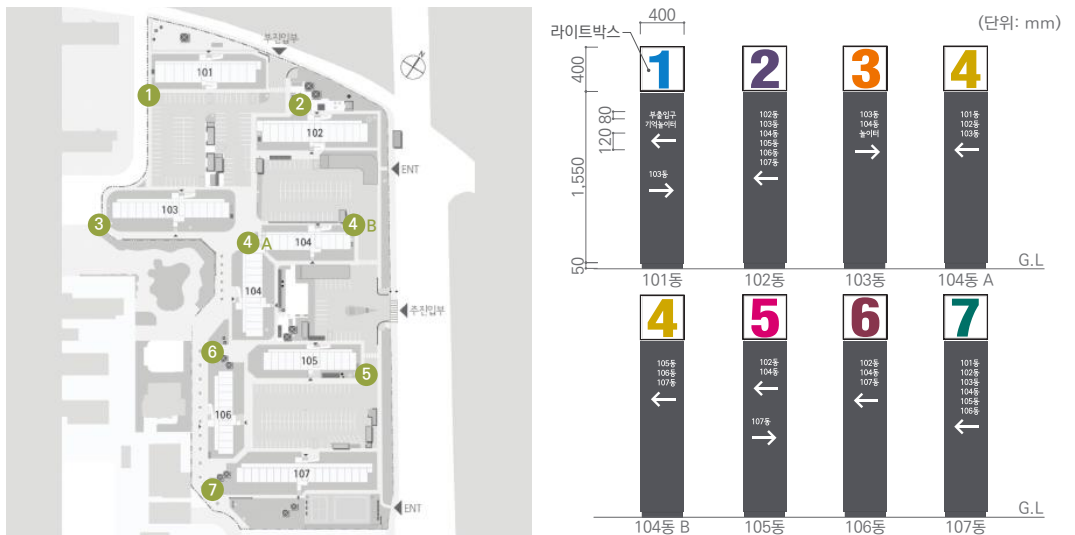 부진입부
N
101
1
2
102
ENT
103
3
4 A
4 B
104
104
주진입부
6
105
5
106
107
7
ENT
(단위: mm)
400
라이트박스
400
80
120
1,550
50
1
부출입구
기억놀이터
←
103동
→
101동
2
102동
103동
104동
105동
106동
107동
←
102동
3
103동
104동
놀이터
→
103동
4
101동
102동
103동
←
104동 A
G.L
4
105동
106동
107동
←
104동 B
5
102동
104동
←
107동
→
105동
6
102동
104동
107동
←
106동
7
101동
102동
103동
104동
105동
106동
←
107동
G.L